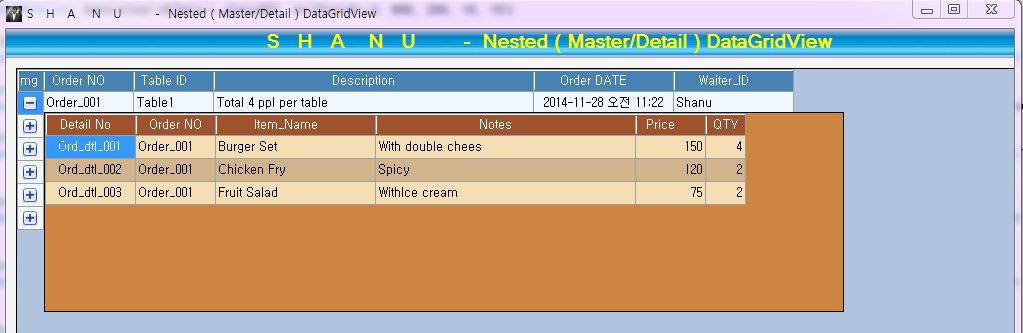 S H A N U - Nested ( Master/Detail ) DataGridView
S H A N U - Nested ( Master/Detail ) DataGridView
mg Order NO Table ID Description Order DATE Waiter_ID
Order_001 Table1 Total 4 ppl per table 2014-11-28 오전 11:22 Shanu
Detail No Order NO Item_Name Notes Price QTY
Ord_dtl_001 Order_001 Burger Set With double chees 150 4
Ord_dtl_002 Order_001 Chicken Fry Spicy 120 2
Ord_dtl_003 Order_001 Fruit Salad WithIce cream 75 2